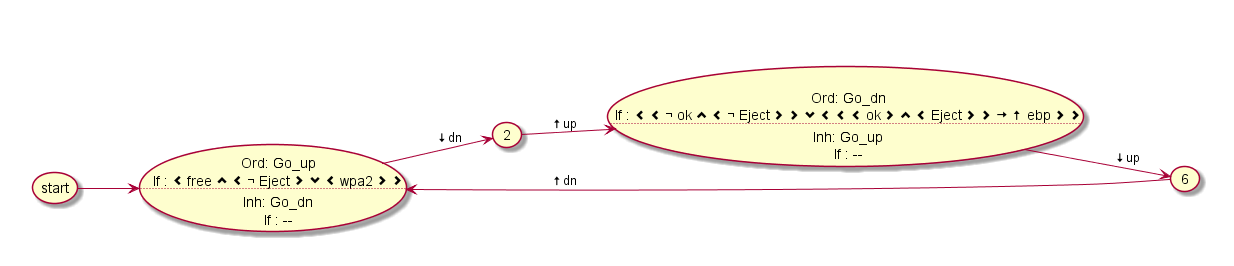 Ord: Go_dn
If : ❮ ❮ ¬ ok ⌃ ❮ ¬ Eject ❯ ❯ ⌄ ❮ ❮ ❮ ok ❯ ⌃ ❮ Eject ❯ ❯ → ↑ ebp ❯ ❯
Inh: Go_up
If : --
↑ up
2
↓ dn
↓ up
Ord: Go_up
If : ❮ free ⌃ ❮ ¬ Eject ❯ ⌄ ❮ wpa2 ❯ ❯
Inh: Go_dn
If : --
start
↑ dn
6